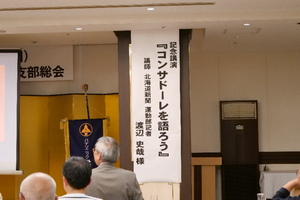 支部総会
記念講演
『コンサドーレを語ろう』
講師 北海道新聞 運動部記者
渡辺 史哉 様